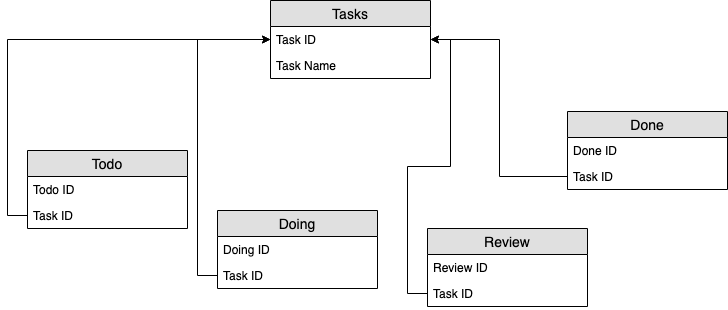 Tasks
Task ID
Task Name
Done
Done ID
Task ID
Todo
Todo ID
Task ID
Doing
Doing ID
Task ID
Review
Review ID
Task ID